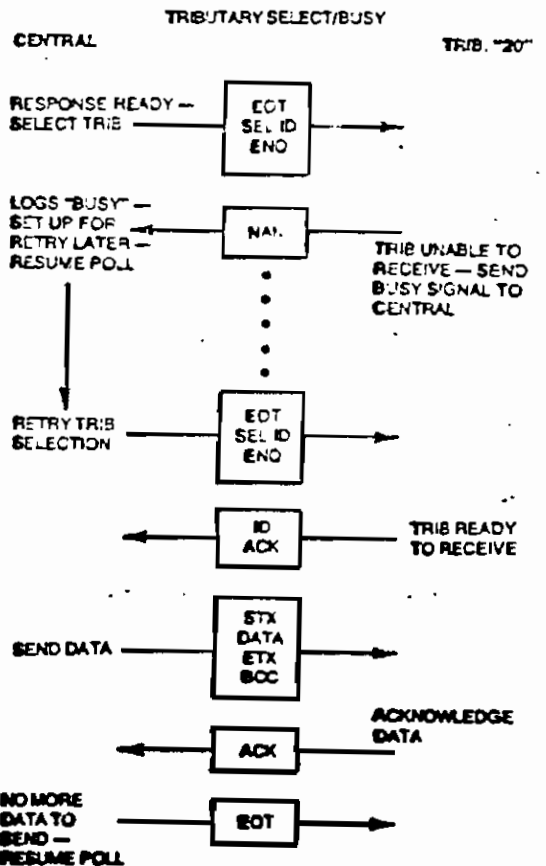 TRIBUTARY SELECT/BUSY
CENTRAL
TRIB. "20"
RESPONSE READY —
SELECT TRIB
EOT
SEL ID
ENQ
LOGS "BUSY" —
SET UP FOR
RETRY LATER —
RESUME POLL
NAK
TRIB UNABLE TO
RECEIVE — SEND
BUSY SIGNAL TO
CENTRAL
RETRY TRIB
SELECTION
EOT
SEL ID
ENQ
ID
ACK
TRIB READY
TO RECEIVE
SEND DATA
STX
DATA
ETX
BCC
ACKNOWLEDGE
DATA
ACK
NO MORE
DATA TO
SEND —
RESUME POLL
EOT